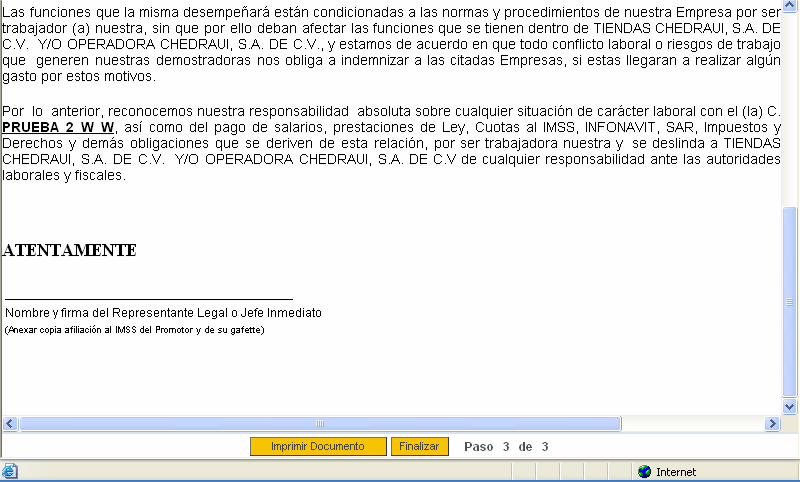 Las funciones que la misma desempeñará están condicionadas a las normas y procedimientos de nuestra Empresa por ser
trabajador (a) nuestra, sin que por ello deban afectar las funciones que se tienen dentro de TIENDAS CHEDRAUI, S.A. DE
C.V. Y/O OPERADORA CHEDRAUI, S.A. DE C.V., y estamos de acuerdo en que todo conflicto laboral o riesgos de trabajo
que generen nuestras demostradoras nos obliga a indemnizar a las citadas Empresas, si estas llegaran a realizar algún
gasto por estos motivos.
Por lo anterior, reconocemos nuestra responsabilidad absoluta sobre cualquier situación de carácter laboral con el (la) C.
PRUEBA 2 W W, así como del pago de salarios, prestaciones de Ley, Cuotas al IMSS, INFONAVIT, SAR, Impuestos y
Derechos y demás obligaciones que se deriven de esta relación, por ser trabajadora nuestra y se deslinda a TIENDAS
CHEDRAUI, S.A. DE C.V. Y/O OPERADORA CHEDRAUI, S.A. DE C.V de cualquier responsabilidad ante las autoridades
laborales y fiscales.
ATENTAMENTE
Nombre y firma del Representante Legal o Jefe Inmediato
(Anexar copia afiliación al IMSS del Promotor y de su gafette)
Imprimir Documento Finalizar Paso 3 de 3
Internet